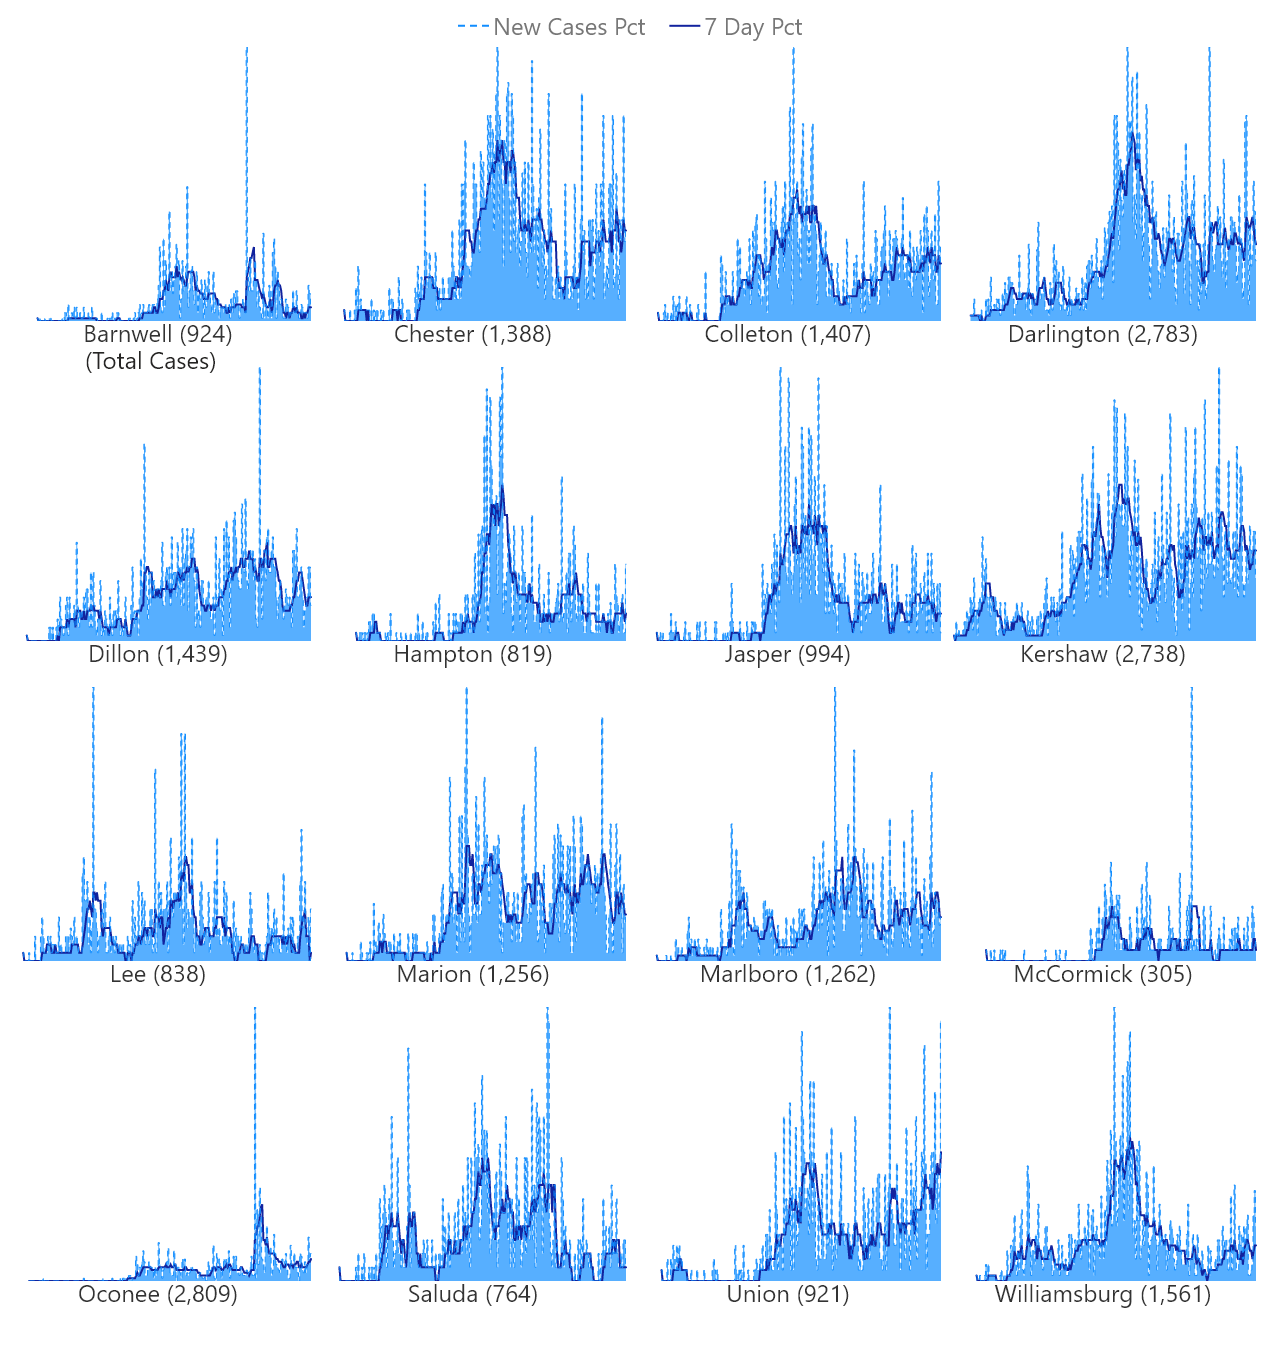 New Cases Pct 7 Day Pct
Barnwell (924) Chester (1,388) Colleton (1,407) Darlington (2,783)
(Total Cases)
Dillon (1,439) Hampton (819) Jasper (994) Kershaw (2,738)
Lee (838) Marion (1,256) Marlboro (1,262) McCormick (305)
Oconee (2,809) Saluda (764) Union (921) Williamsburg (1,561)